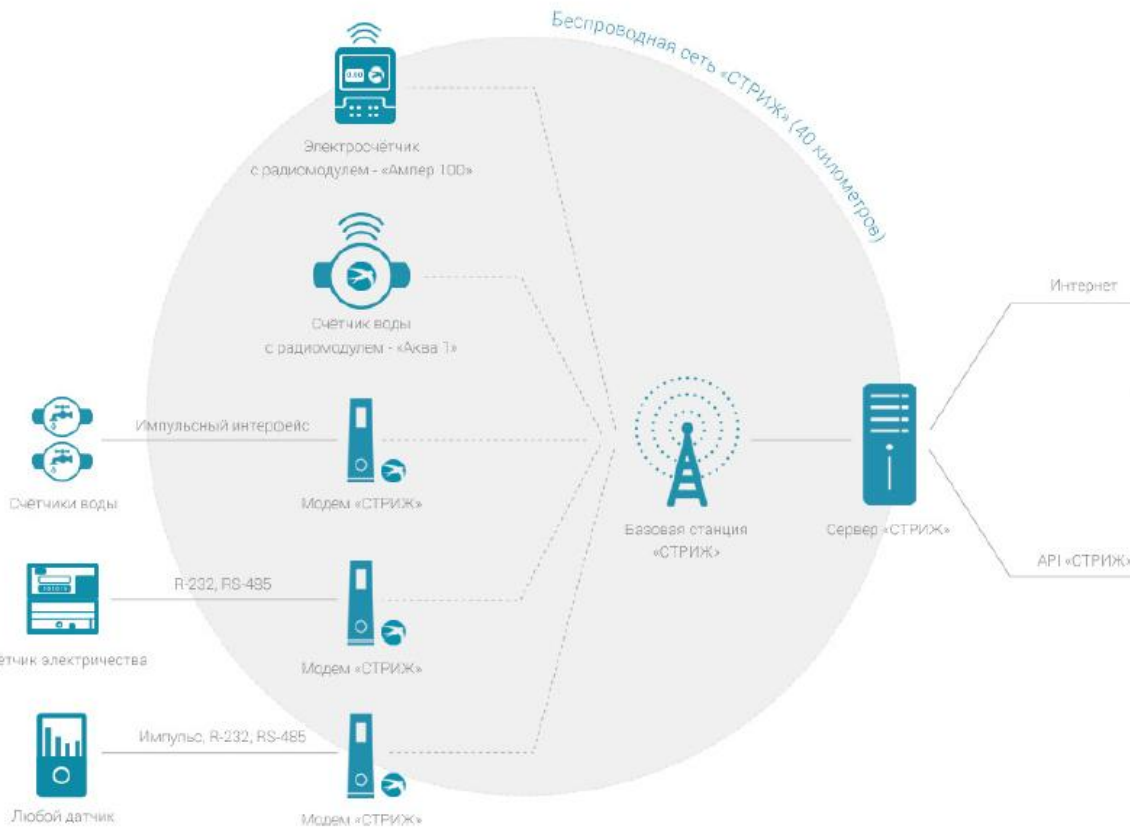 Беспроводная сеть «СТРИЖ» (40 километров)
0.00
Электросчётчик
с радиомодулем - «Ампер 100»
Счётчик воды
с радиомодулем - «Аква 1»
Интернет
Импульсный интерфейс
Счётчики воды
Модем «СТРИЖ»
Базовая станция
«СТРИЖ»
Сервер «СТРИЖ»
API «СТРИЖ»
R-232, RS-485
ётчик электричества
Модем «СТРИЖ»
Импульс, R-232, RS-485
Любой датчик
Модем «СТРИЖ»